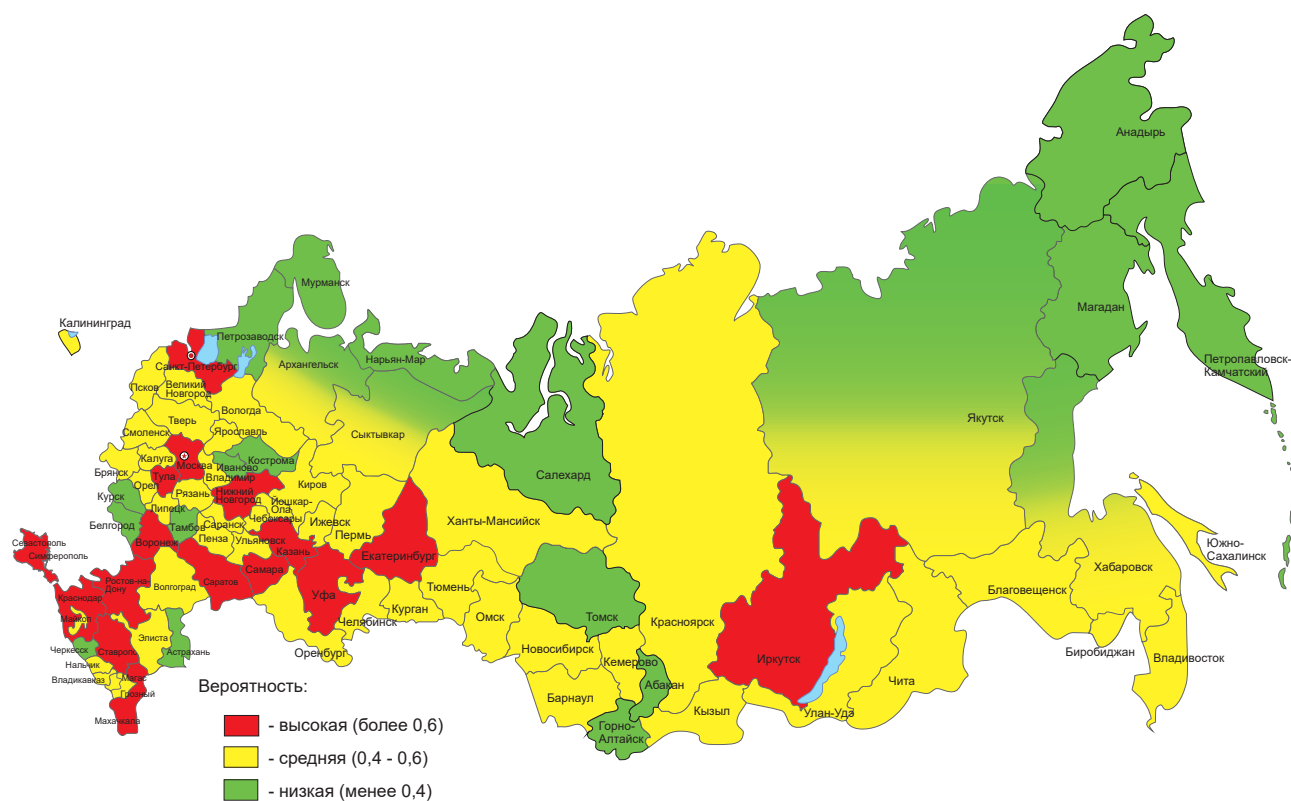 Анадырь
Мурманск
Магадан
Калининград
Петрозаводск
Нарьян-Мар
Архангельск
Санкт-Петербург
Петропавловск-
Камчатский
Псков
Великий
Новгород
Вологда
Тверь
Якутск
Смоленск
Ярославль
Сыктывкар
Калуга
Москва
Иваново
Кострома
Брянск
Тула
Владимир
Салехард
Орел
Рязань
Нижний
Новгород
Киров
Курск
Йошкар-
Ола
Липецк
Чебоксары
Белгород
Тамбов
Саранск
Ижевск
Ханты-Мансийск
Пенза
Ульяновск
Пермь
Севастополь
Воронеж
Казань
Екатеринбург
Южно-
Сахалинск
Симферополь
Хабаровск
Самара
Ростов-на-
Дону
Саратов
Волгоград
Уфа
Тюмень
Благовещенск
Краснодар
Курган
Омск
Томск
Майкоп
Челябинск
Красноярск
Элиста
Черкесск
Ставрополь
Астрахань
Оренбург
Новосибирск
Биробиджан
Владивосток
Нальчик
Кемерово
Иркутск
Владикавказ
Магас
Грозный
Абакан
Чита
Барнаул
Кызыл
Улан-Удэ
Махачкала
Горно-
Алтайск
Вероятность:
- высокая (более 0,6)
- средняя (0,4 - 0,6)
- низкая (менее 0,4)